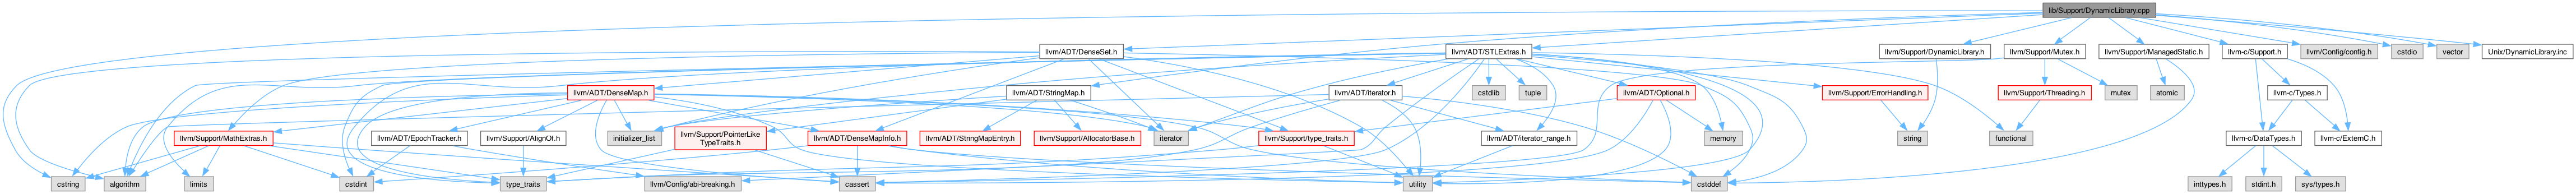 lib/Support/DynamicLibrary.cpp
llvm/ADT/DenseSet.h
llvm/ADT/STLExtras.h
llvm/Support/DynamicLibrary.h
llvm/Support/Mutex.h
llvm/Support/ManagedStatic.h
llvm-c/Support.h
llvm/Config/config.h
cstdio
vector
Unix/DynamicLibrary.inc
llvm/ADT/DenseMap.h
llvm/ADT/StringMap.h
llvm/ADT/iterator.h
cstdlib
tuple
llvm/ADT/Optional.h
llvm/Support/ErrorHandling.h
llvm/Support/Threading.h
mutex
atomic
llvm-c/Types.h
llvm/Support/MathExtras.h
llvm/ADT/EpochTracker.h
llvm/Support/AlignOf.h
initializer_list
llvm/Support/PointerLike
TypeTraits.h
llvm/ADT/DenseMapInfo.h
llvm/ADT/StringMapEntry.h
llvm/Support/AllocatorBase.h
iterator
llvm/Support/type_traits.h
llvm/ADT/iterator_range.h
memory
string
functional
llvm-c/DataTypes.h
llvm-c/ExternC.h
cstring
algorithm
limits
cstdint
type_traits
llvm/Config/abi-breaking.h
cassert
utility
cstddef
inttypes.h
stdint.h
sys/types.h